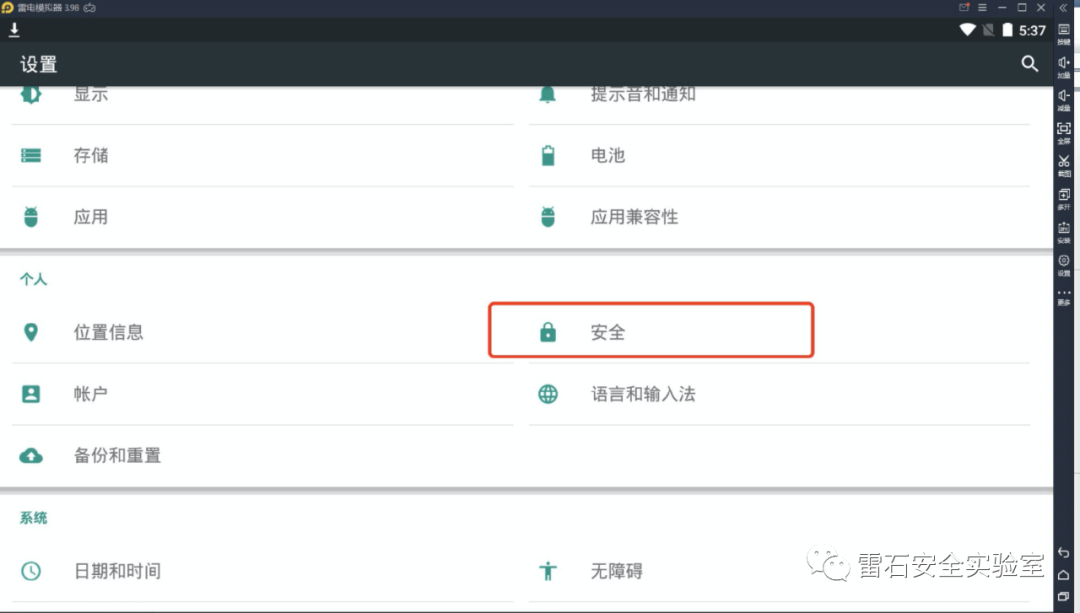 雷电模拟器 3.98
5:37
设置
显示
提示音和通知
存储
电池
应用
应用兼容性
个人
位置信息
安全
帐户
语言和输入法
备份和重置
系统
日期和时间
无障碍
按键
加量
减量
全屏
截图
多开
安装
设置
更多
雷石安全实验室